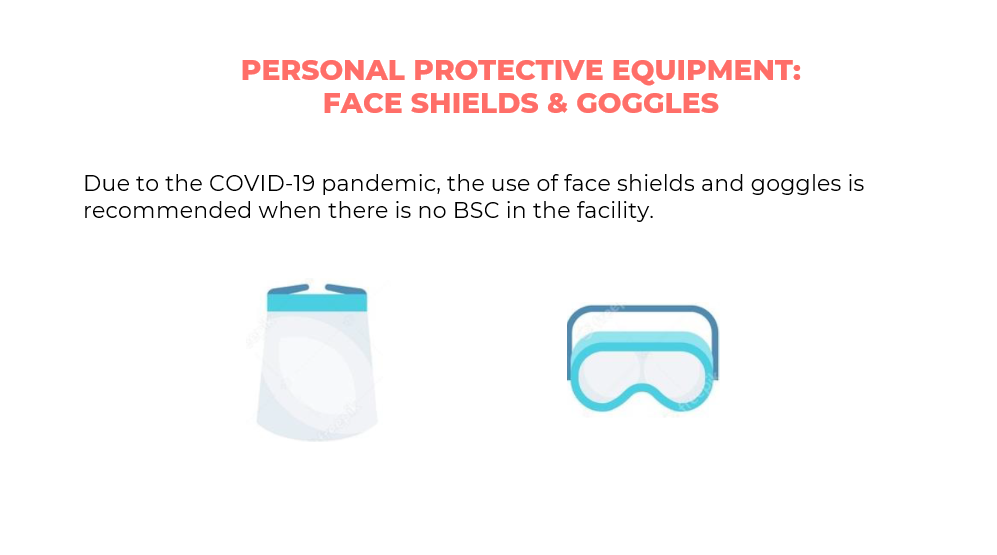 PERSONAL PROTECTIVE EQUIPMENT:
FACE SHIELDS & GOGGLES
Due to the COVID-19 pandemic, the use of face shields and goggles is
recommended when there is no BSC in the facility.